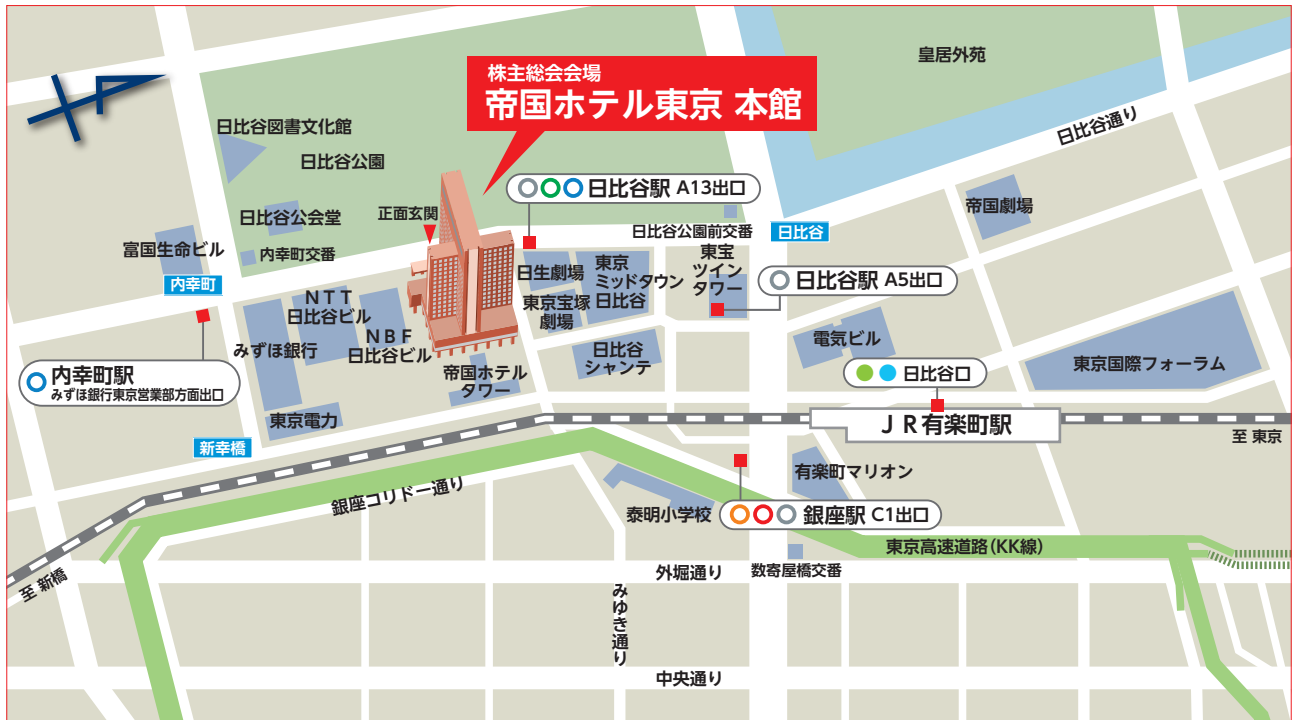 皇居外苑
株主総会会場
帝国ホテル東京 本館
日比谷通り
日比谷図書文化館
日比谷公園
日比谷駅 A13出口
帝国劇場
日比谷公会堂
正面玄関
日比谷公園前交番
日比谷
富国生命ビル
内幸町交番
内幸町
日生劇場
東京
ミッドタウン
日比谷
東宝
ツイン
タワー
日比谷駅 A5出口
NTT
日比谷ビル
東京宝塚
劇場
NBF
日比谷ビル
みずほ銀行
電気ビル
日比谷
シャンテ
東京国際フォーラム
内幸町駅
みずほ銀行東京営業部方面出口
帝国ホテル
タワー
日比谷口
東京電力
JR有楽町駅
至 東京
新幸橋
有楽町マリオン
銀座コリドー通り
泰明小学校
銀座駅 C1出口
東京高速道路(KK線)
至 新橋
外堀通り
数寄屋橋交番
みゆき通り
中央通り